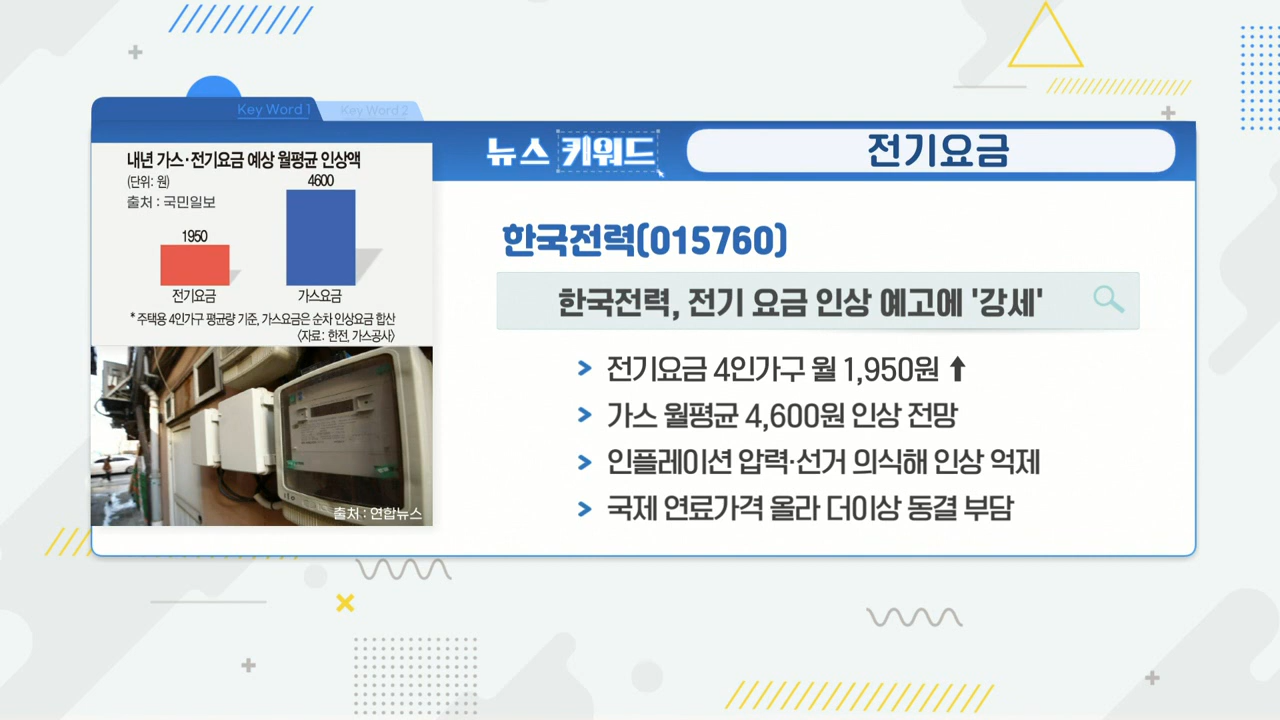 Key Word 1
Key Word 2
뉴스 키워드
전기요금
내년 가스·전기요금 예상 월평균 인상액
(단위: 원)
출처 : 국민일보
4600
1950
전기요금
가스요금
* 주택용 4인가구 평균량 기준, 가스요금은 순차 인상요금 합산
〈자료: 한전, 가스공사〉
출처 : 연합뉴스
한국전력(015760)
한국전력, 전기 요금 인상 예고에 '강세'
> 전기요금 4인가구 월 1,950원 ⬆
> 가스 월평균 4,600원 인상 전망
> 인플레이션 압력·선거 의식해 인상 억제
> 국제 연료가격 올라 더이상 동결 부담